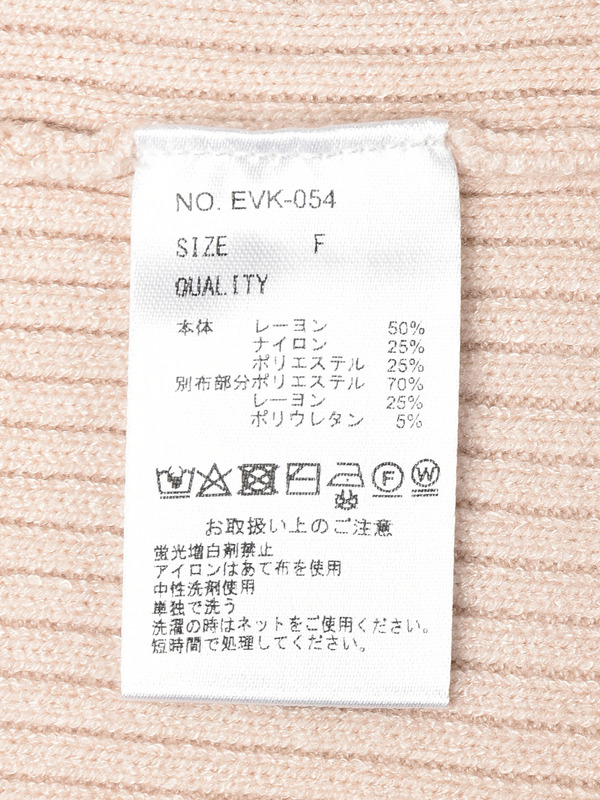 NO. EVK-054
SIZE F
QUALITY
本体 レーヨン 50%
ナイロン 25%
ポリエステル 25%
別布部分ポリエステル 70%
レーヨン 25%
ポリウレタン 5%
F W
お取扱い上のご注意
蛍光増白剤禁止
アイロンはあて布を使用
中性洗剤使用
単独で洗う
洗濯の時はネットをご使用ください。
短時間で処理してください。